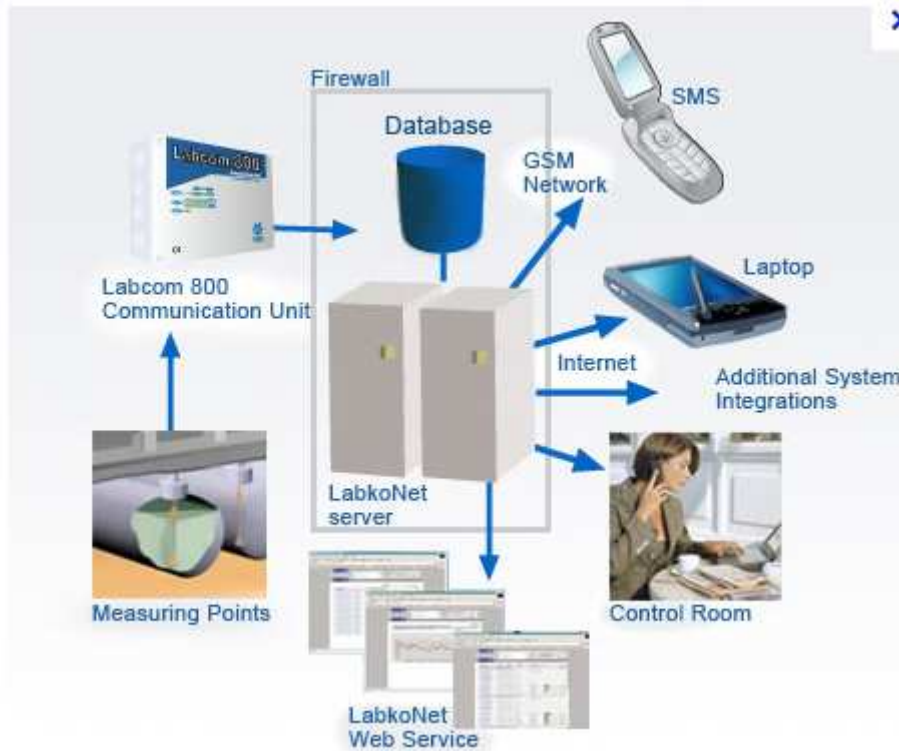 Firewall
Database
SMS
GSM
Network
Labcom 800
Labcom 800
Communication Unit
Laptop
Internet
Additional System
Integrations
LabkoNet
server
Measuring Points
Control Room
LabkoNet
Web Service